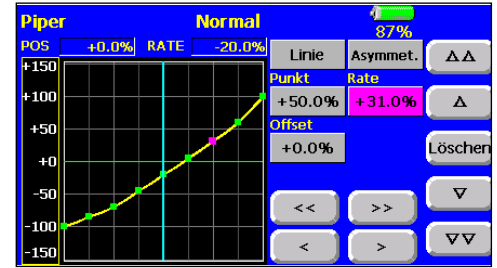 Piper Normal 87%
POS +0.0% RATE -20.0%
Linie Asymmet.
Punkt Rate
+50.0% +31.0%
Offset
+0.0% Löschen
+150
+100
+50
+0
-50
-100
-150
<< >>
< >